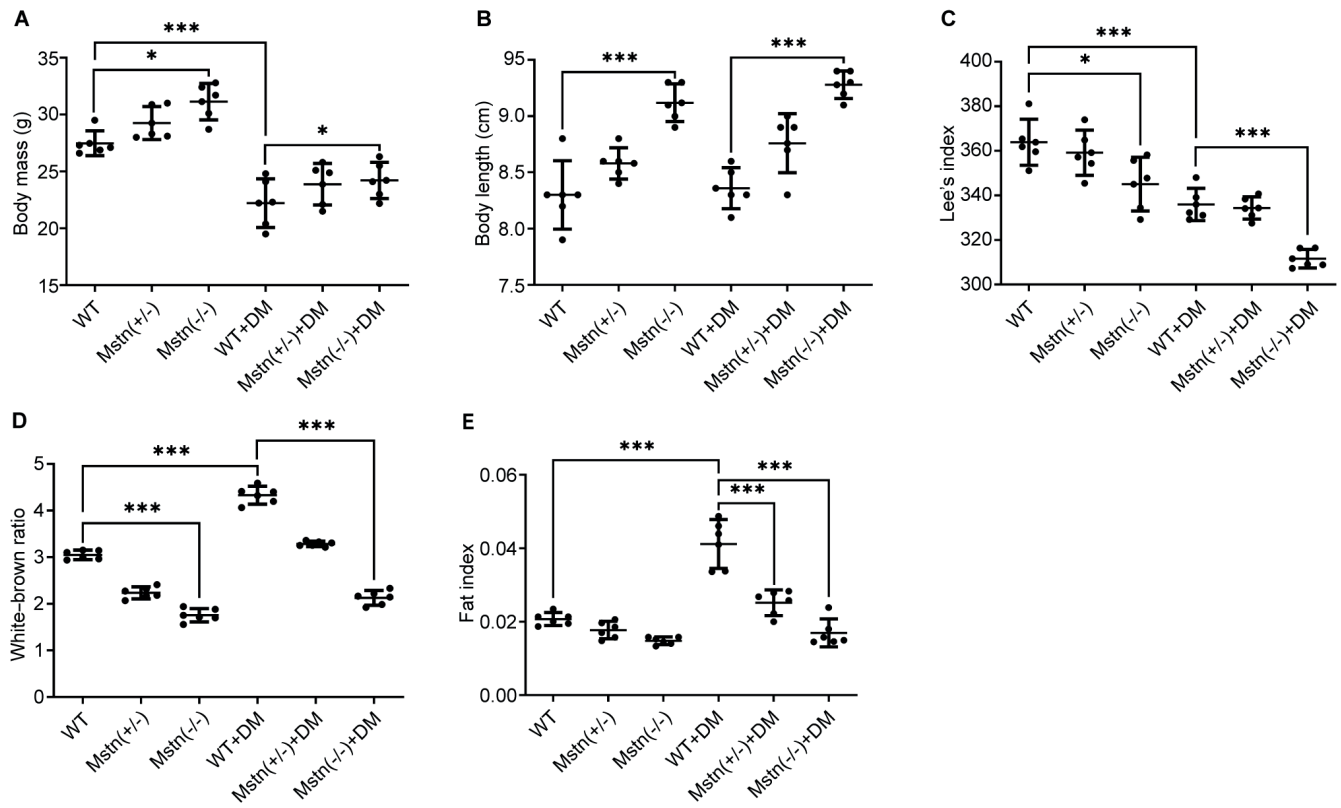 A
Body mass (g)
35
30
25
20
15
***
*
*
WT
Mstn(+/-)
Mstn(-/-)
WT+DM
Mstn(+/-)+DM
Mstn(-/-)+DM
B
Body length (cm)
95
9.0
8.5
8.0
7.5
***
***
WT
Mstn(+/-)
Mstn(-/-)
WT+DM
Mstn(+/-)+DM
Mstn(-/-)+DM
C
Lee's index
400
380
360
340
320
300
***
*
***
WT
Mstn(+/-)
Mstn(-/-)
WT+DM
Mstn(+/-)+DM
Mstn(-/-)+DM
D
White–brown ratio
5
4
3
2
1
0
***
***
***
WT
Mstn(+/-)
Mstn(-/-)
WT+DM
Mstn(+/-)+DM
Mstn(-/-)+DM
E
Fat index
0.06
0.04
0.02
0.00
***
***
***
WT
Mstn(+/-)
Mstn(-/-)
WT+DM
Mstn(+/-)+DM
Mstn(-/-)+DM